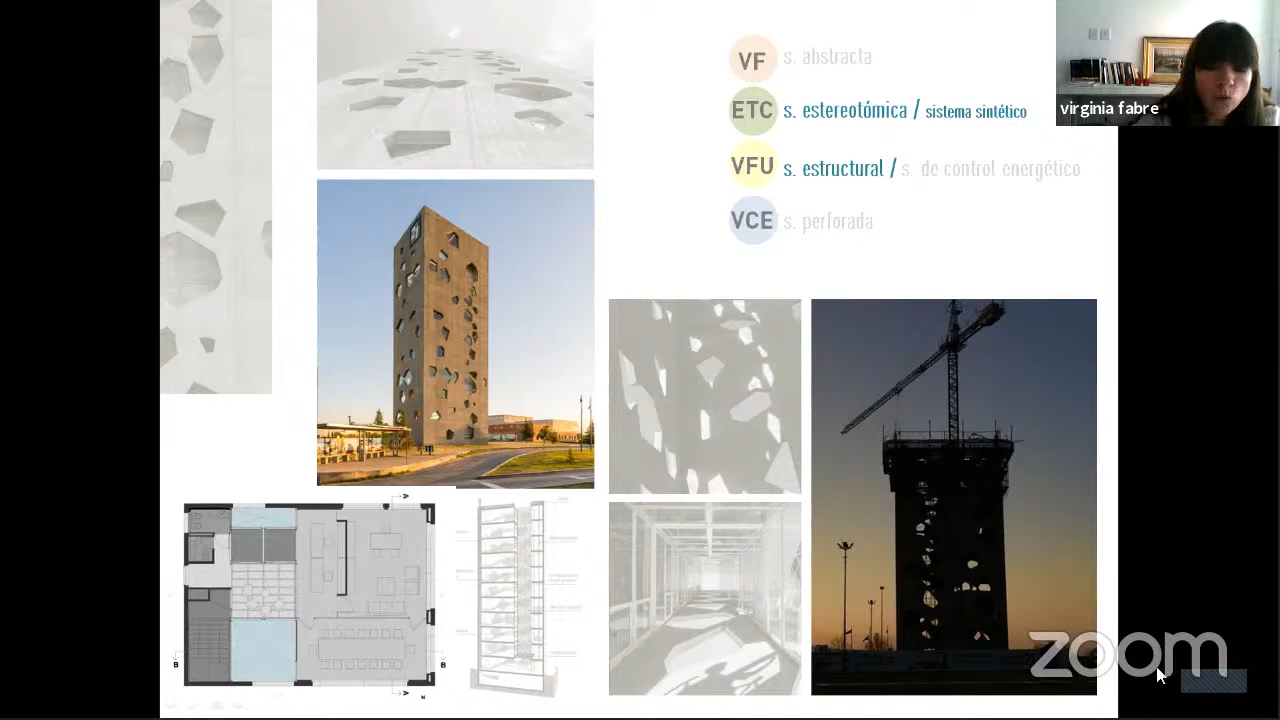 VF s. abstracta
ETC s. estereotómica / sistema sintético
VFU s. estructural / s. de control energético
VCE s. perforada
virginia fabre
A
B
B
A
N
zoom